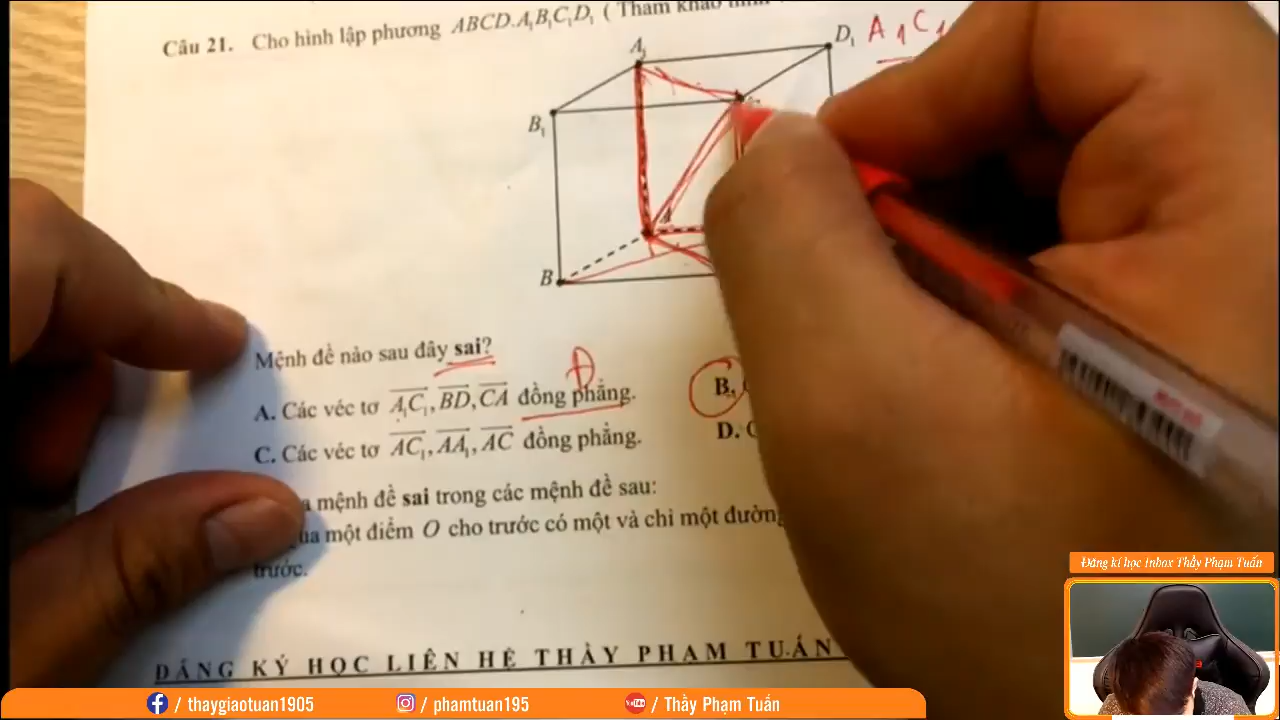 Câu 21. Cho hình lập phương ABCD.A₁B₁C₁D₁ ( Tham khảo
A₁
D₁
A₁C₁
B₁
A
B
Mệnh đề nào sau đây sai?
Đ
A. Các véc tơ A₁C₁, BD, CA đồng phẳng.
B.
C. Các véc tơ AC₁, AA₁, AC đồng phẳng.
D.
mệnh đề sai trong các mệnh đề sau:
một điểm O cho trước có một và chỉ một đường
trước.
ĐĂNG KÝ HỌC LIÊN HỆ THẦY PHẠM TUẤN
Đăng kí học Inbox Thầy Phạm Tuấn
/ thaygiaotuan1905
/ phamtuan195
YouTube / Thầy Phạm Tuấn